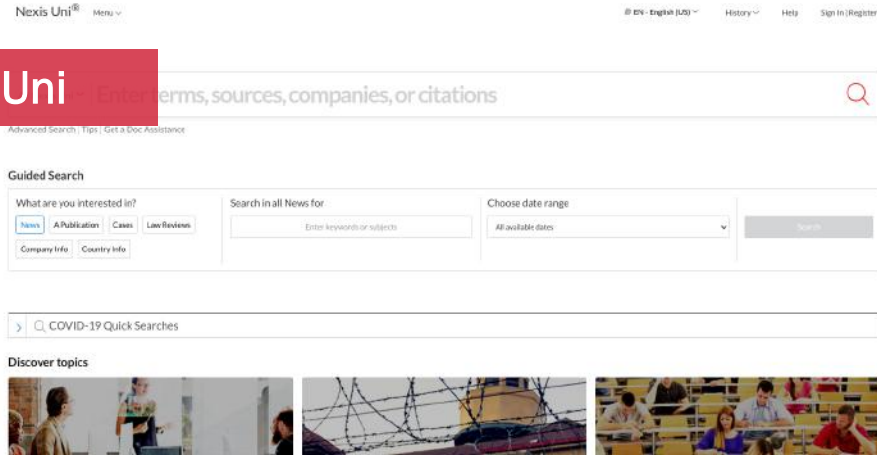 Nexis Uni® Menu EN - English (US) History Help Sign In | Register
Uni
Enter terms, sources, companies, or citations
Advanced Search | Tips | Get a Doc Assistance
Guided Search
What are you interested in? Search in all News for Choose date range
News A Publication Cases Law Reviews Enter keywords or subjects All available dates Search
Company Info Country Info
COVID-19 Quick Searches
Discover topics